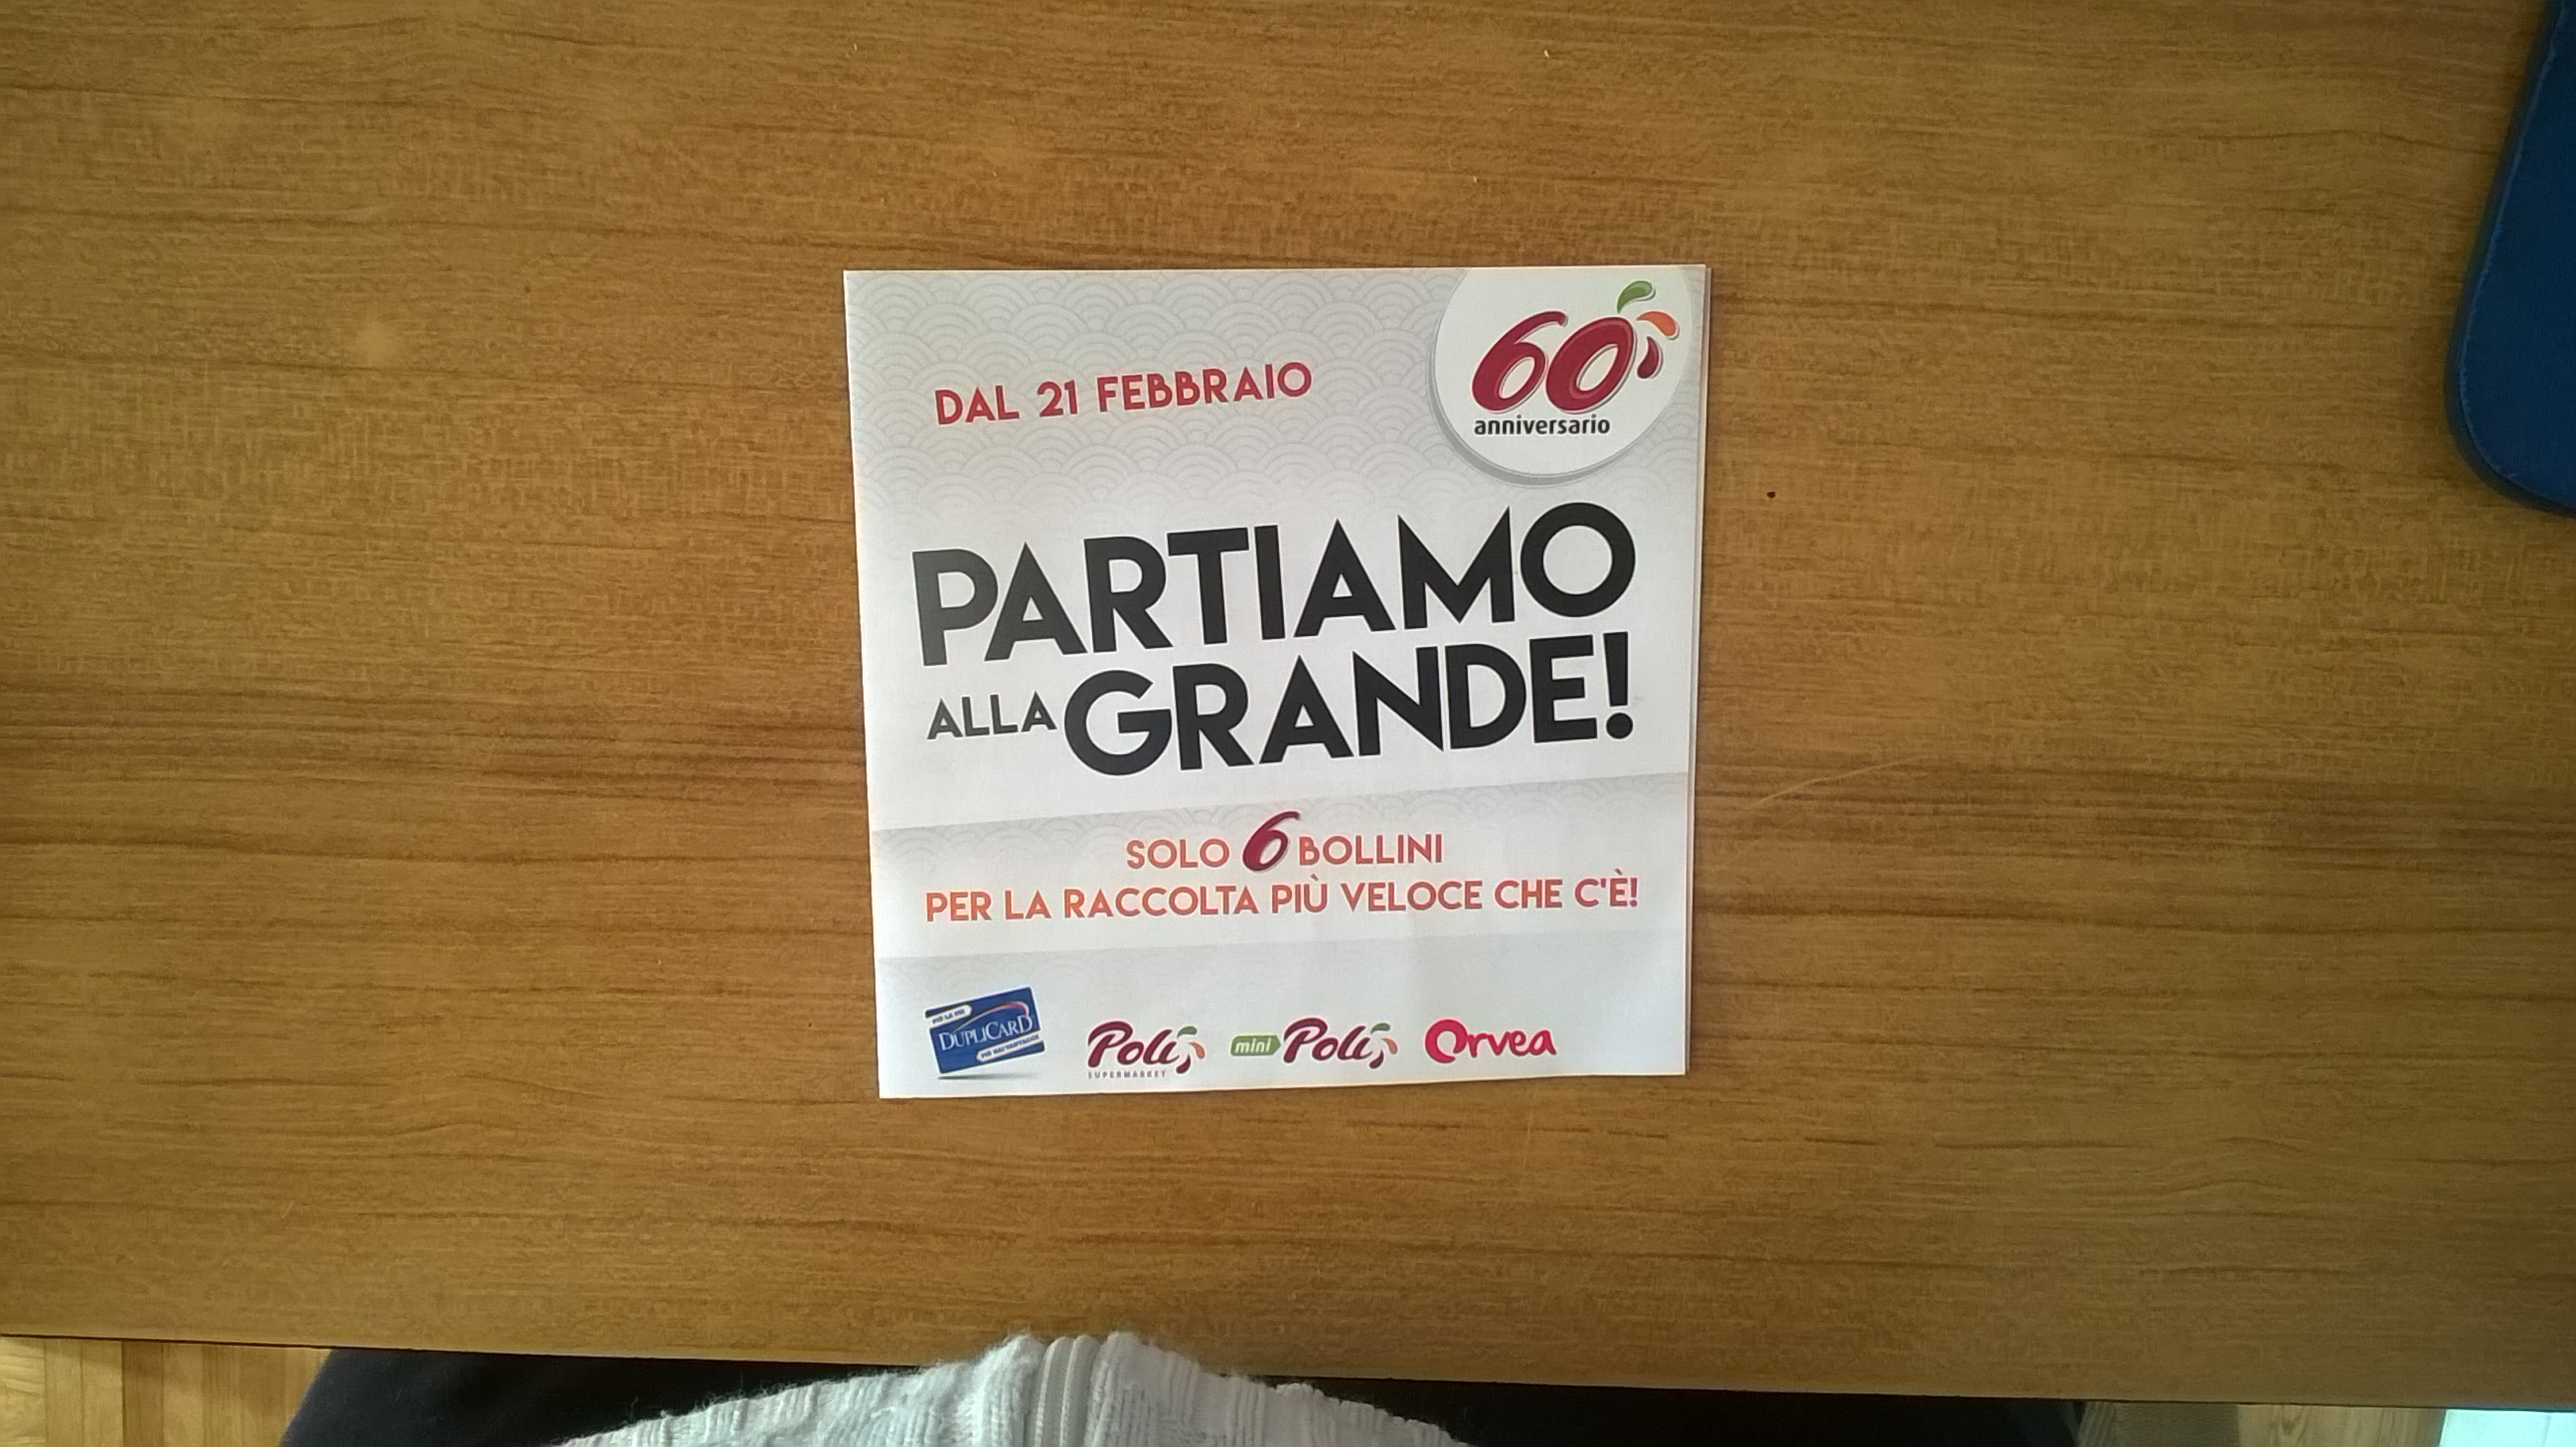 DAL 21 FEBBRAIO
60
anniversario
PARTIAMO
ALLA GRANDE!
SOLO 6 BOLLINI
PER LA RACCOLTA PIÙ VELOCE CHE C'È!
DUPLICARD
Poli
SUPERMARKET
mini Poli
Orvea